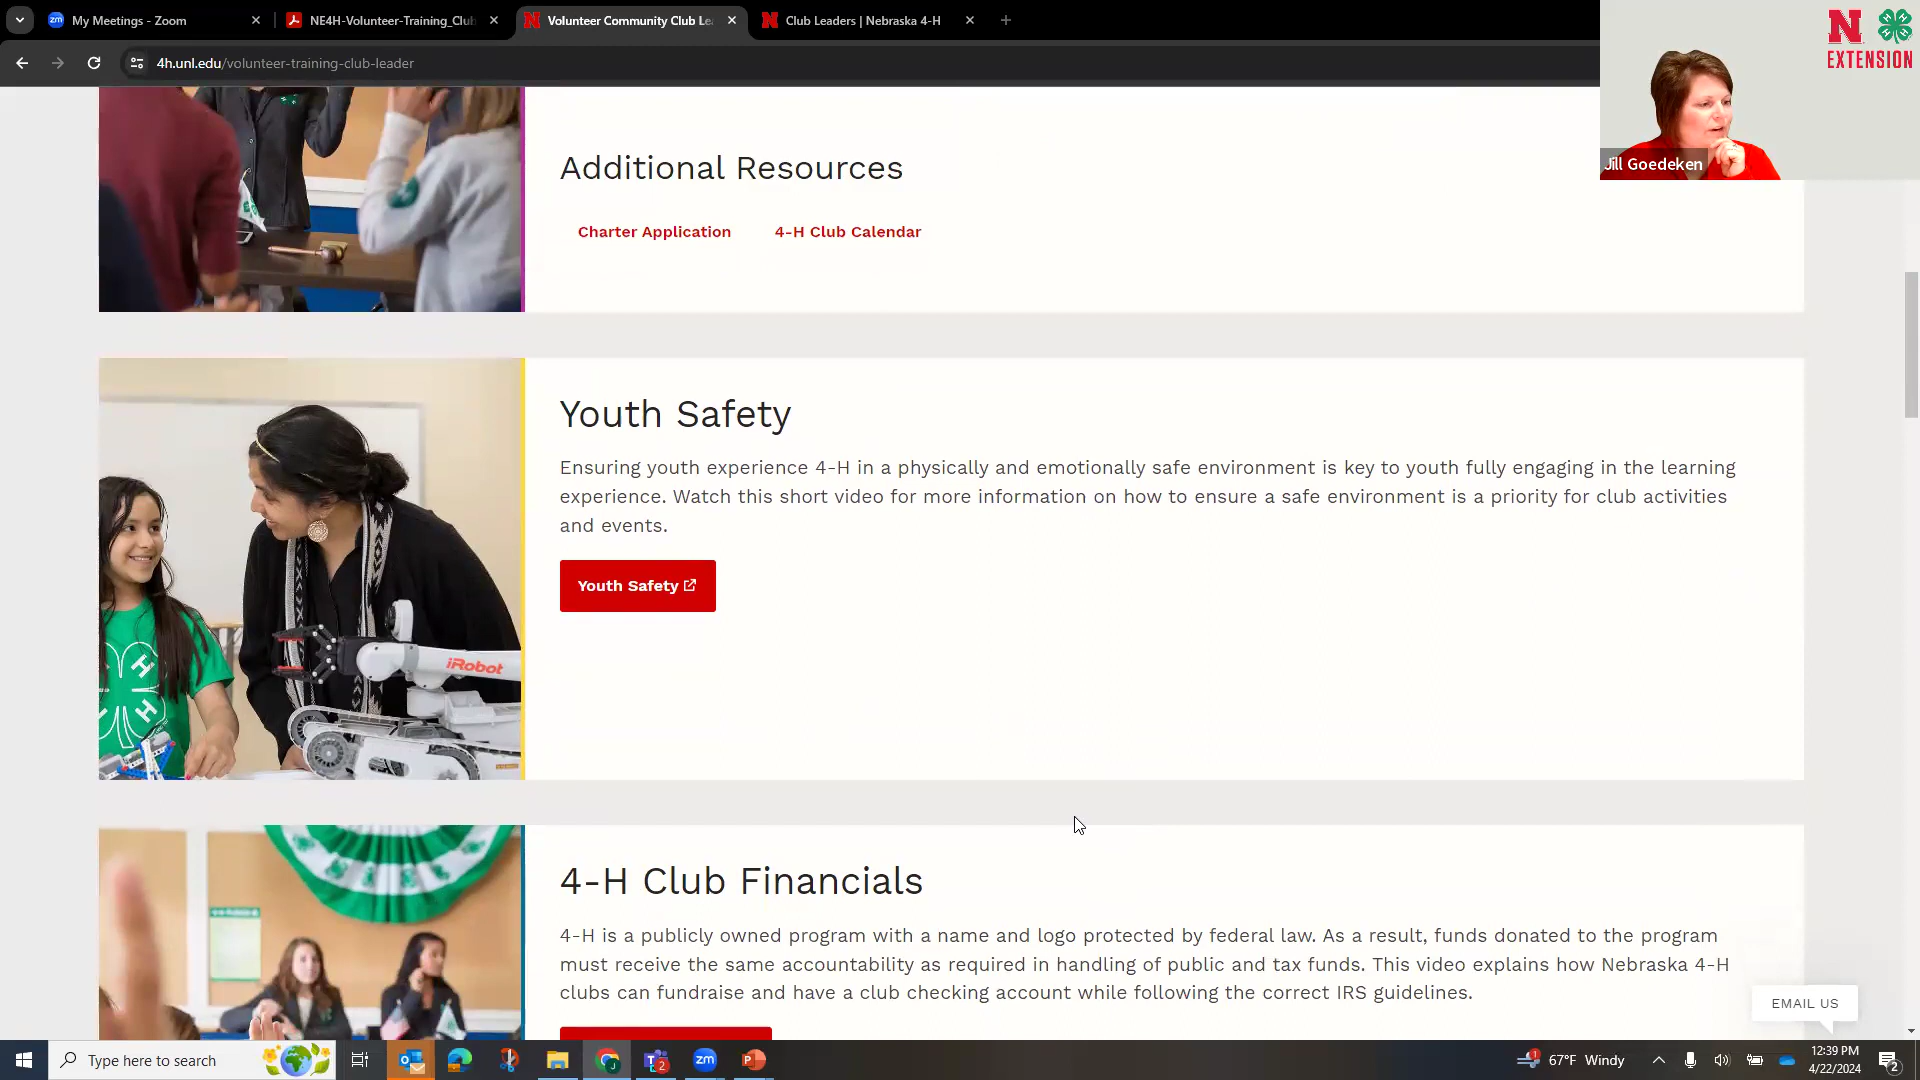 My Meetings - Zoom
NE4H-Volunteer-Training_Club
Volunteer Community Club Le
Club Leaders | Nebraska 4-H
4h.unl.edu/volunteer-training-club-leader
N
EXTENSION
Jill Goedeken
Additional Resources
Charter Application
4-H Club Calendar
Youth Safety
Ensuring youth experience 4-H in a physically and emotionally safe environment is key to youth fully engaging in the learning
experience. Watch this short video for more information on how to ensure a safe environment is a priority for club activities
and events.
Youth Safety
iRobot
4-H Club Financials
4-H is a publicly owned program with a name and logo protected by federal law. As a result, funds donated to the program
must receive the same accountability as required in handling of public and tax funds. This video explains how Nebraska 4-H
clubs can fundraise and have a club checking account while following the correct IRS guidelines.
EMAIL US
Type here to search
67°F Windy
12:39 PM
4/22/2024